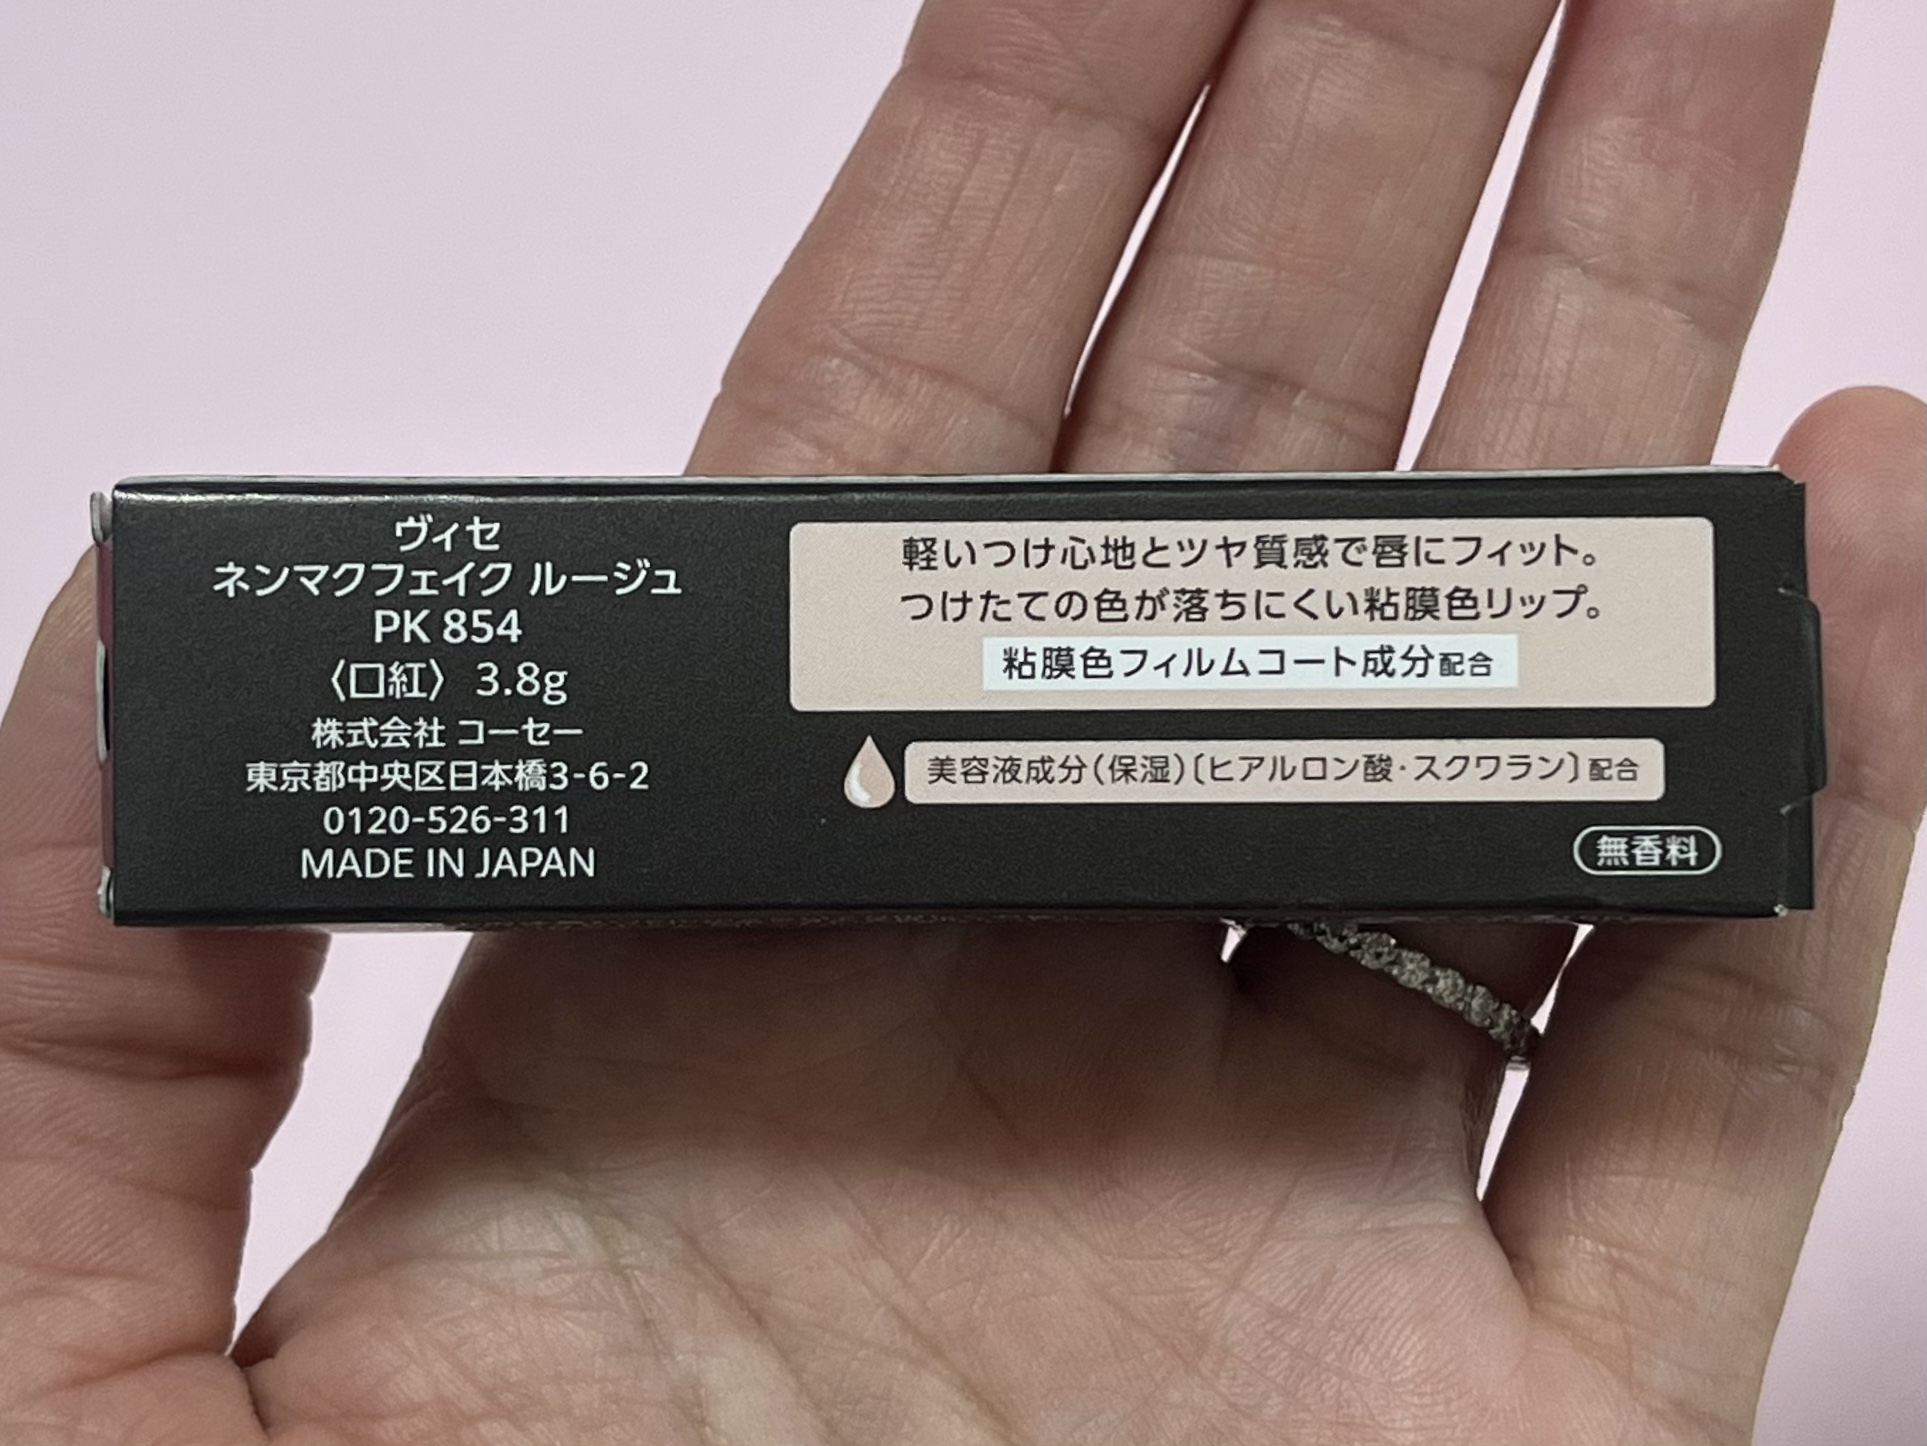 ヴィセ
ネンマクフェイク ルージュ
PK 854
〈口紅〉 3.8g
株式会社 コーセー
東京都中央区日本橋3-6-2
0120-526-311
MADE IN JAPAN
軽いつけ心地とツヤ質感で唇にフィット。
つけたての色が落ちにくい粘膜色リップ。
粘膜色フィルムコート成分配合
美容液成分(保湿)〔ヒアルロン酸・スクワラン〕配合
無香料